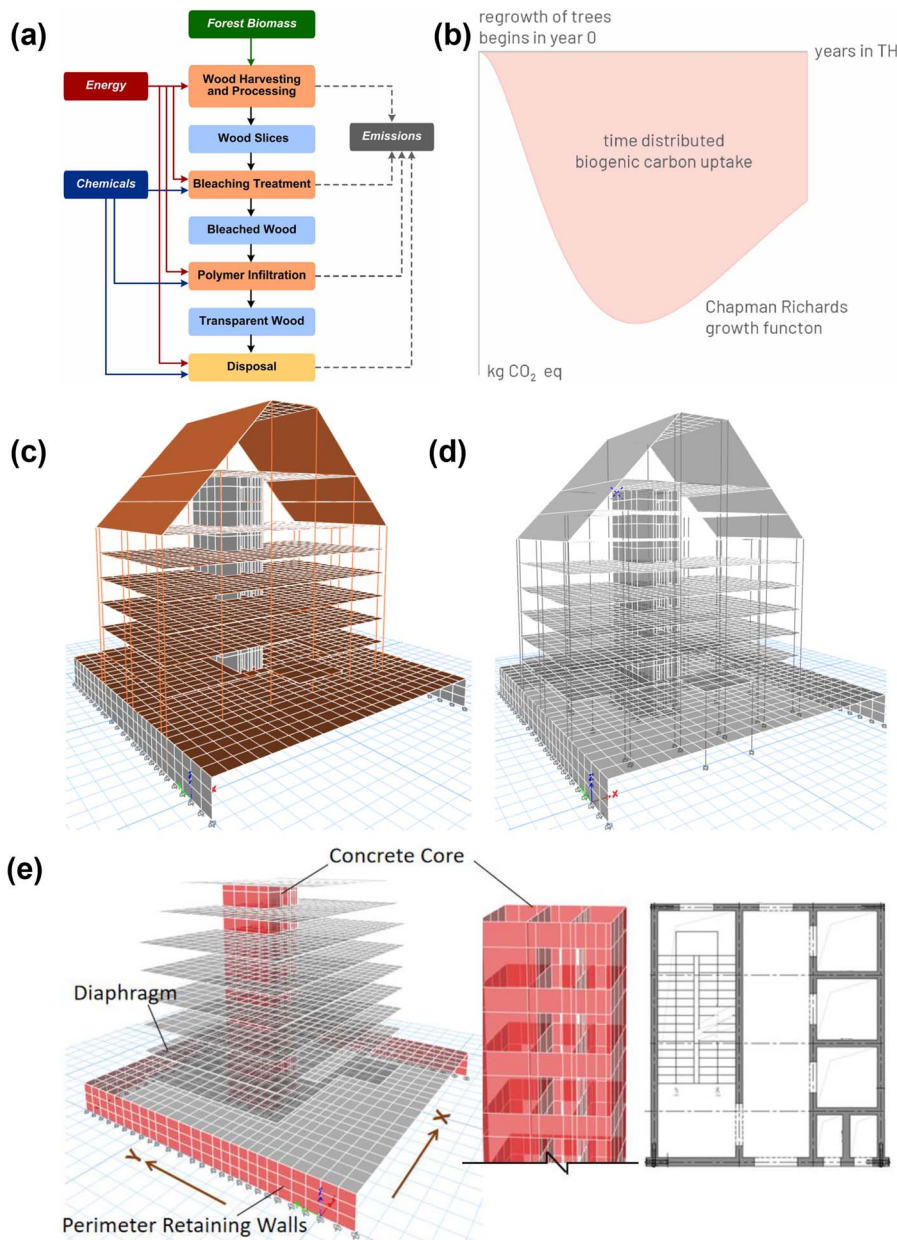 (a)
Forest Biomass
Energy
Wood Harvesting
and Processing
Wood Slices
Emissions
Chemicals
Bleaching Treatment
Bleached Wood
Polymer Infiltration
Transparent Wood
Disposal
(b)
regrowth of trees
begins in year 0
years in TH
time distributed
biogenic carbon uptake
Chapman Richards
growth functon
kg CO₂ eq
(c)
(d)
X
X
(e)
Concrete Core
Diaphragm
X
Y
Perimeter Retaining Walls